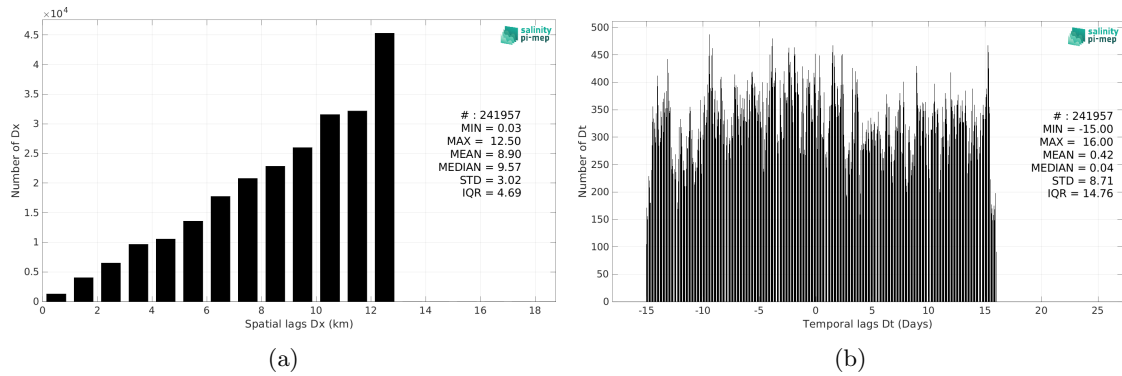 ×10⁴
4.5
4
3.5
3
2.5
2
1.5
1
0.5
0
Number of Dx
0 2 4 6 8 10 12 14 16 18
Spatial lags Dx (km)
salinity
pi-mep
# : 241957
MIN = 0.03
MAX = 12.50
MEAN = 8.90
MEDIAN = 9.57
STD = 3.02
IQR = 4.69
(a)
500
450
400
350
300
250
200
150
100
50
0
Number of Dt
-15 -10 -5 0 5 10 15 20 25
Temporal lags Dt (Days)
salinity
pi-mep
# : 241957
MIN = -15.00
MAX = 16.00
MEAN = 0.42
MEDIAN = 0.04
STD = 8.71
IQR = 14.76
(b)